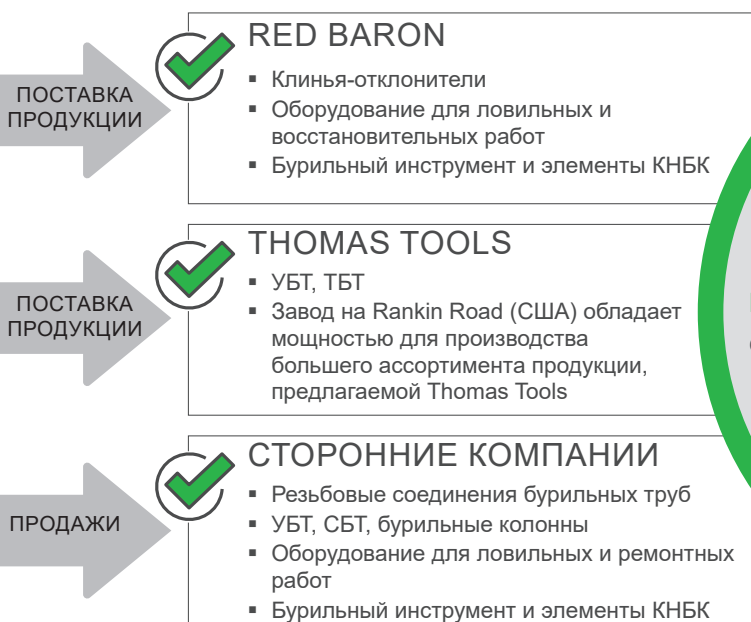 ПОСТАВКА
ПРОДУКЦИИ
RED BARON
▪ Клинья-отклонители
▪ Оборудование для ловильных и
восстановительных работ
▪ Бурильный инструмент и элементы КНБК
ПОСТАВКА
ПРОДУКЦИИ
THOMAS TOOLS
▪ УБТ, ТБТ
▪ Завод на Rankin Road (США) обладает
мощностью для производства
большего ассортимента продукции,
предлагаемой Thomas Tools
ПРОДАЖИ
СТОРОННИЕ КОМПАНИИ
▪ Резьбовые соединения бурильных труб
▪ УБТ, СБТ, бурильные колонны
▪ Оборудование для ловильных и ремонтных
работ
▪ Бурильный инструмент и элементы КНБК